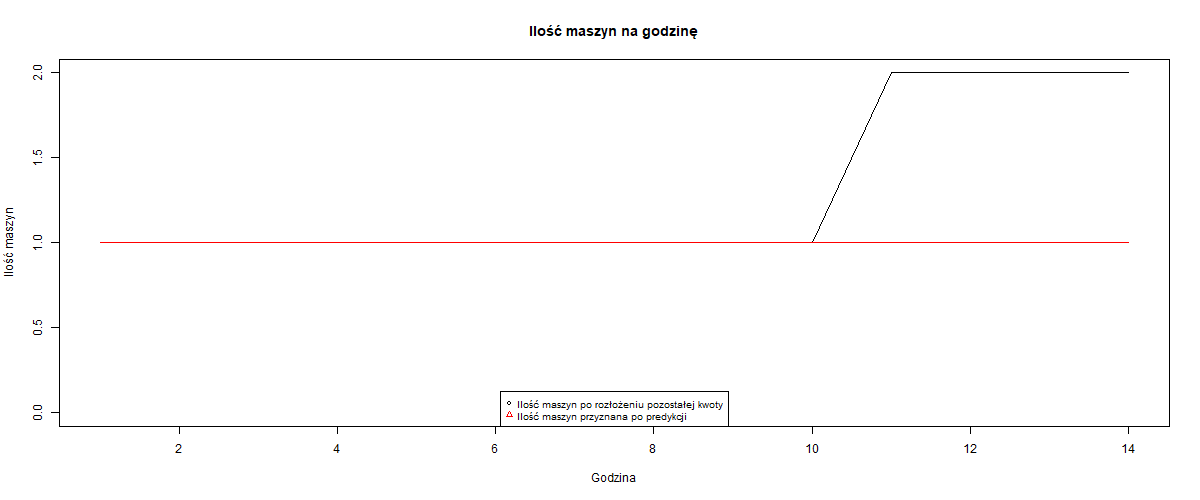 Ilość maszyn na godzinę
Ilość maszyn
2.0
1.5
1.0
0.5
0.0
Ilość maszyn po rozłożeniu pozostałej kwoty
Ilość maszyn przyznana po predykcji
2 4 6 8 10 12 14
Godzina